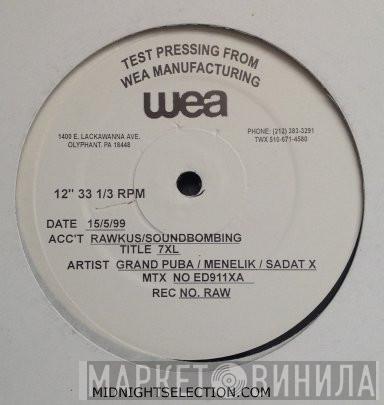 TEST PRESSING FROM
WEA MANUFACTURING
wea
1400 E. LACKAWANNA AVE.
OLYPHANT. PA 18448
PHONE: (212) 383-3291
TWX 510-671-4580
12" 33 1/3 RPM
DATE 15/5/99
ACC'T RAWKUS/SOUNDBOMBING
TITLE 7XL
ARTIST GRAND PUBA / MENELIK / SADAT X
MTX NO ED911XA
REC NO. RAW
МАРКЕТ ВИНИЛА
MIDNIGHTSELECTION.COM